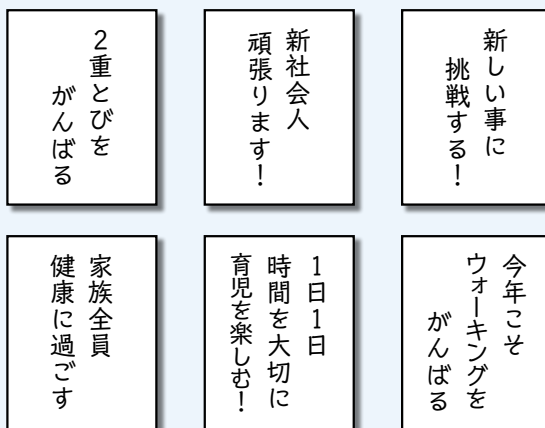 新しい事に
挑戦する!
新社会人
頑張ります!
2重とびを
がんばる
今年こそ
ウォーキングを
がんばる
1日1日
時間を大切に
育児を楽しむ!
家族全員
健康に過ごす